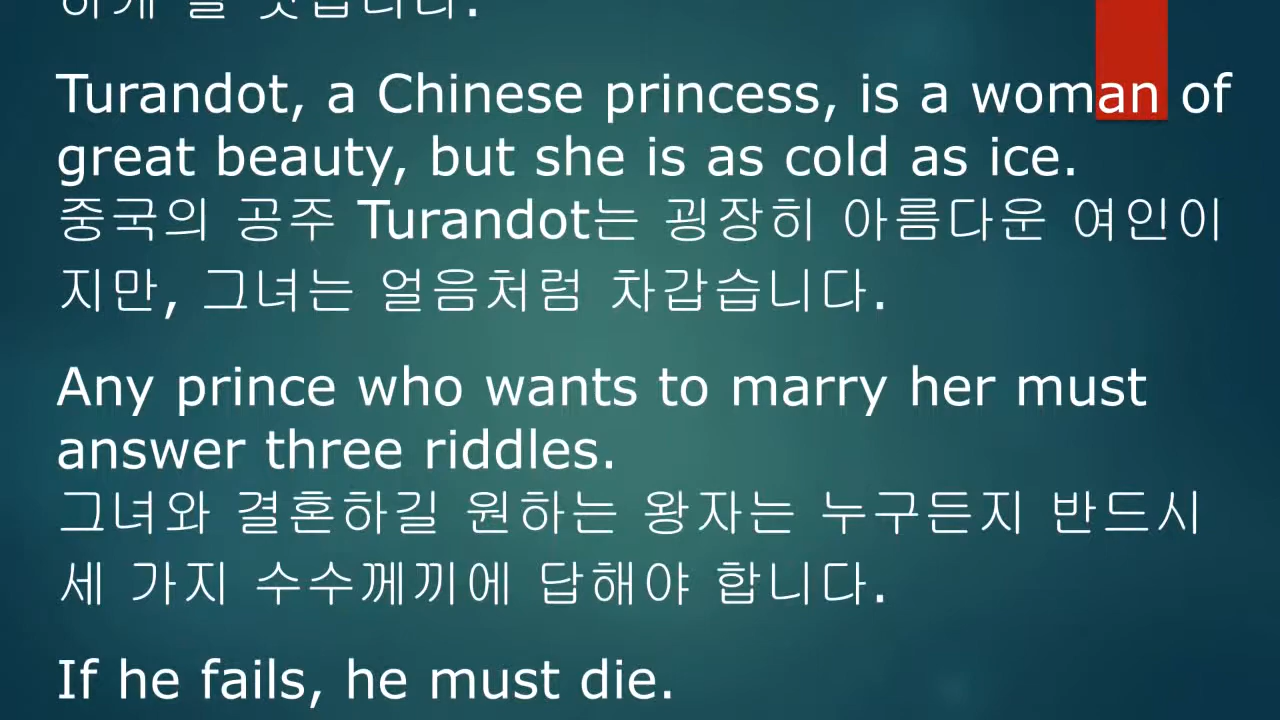 Turandot, a Chinese princess, is a woman of
great beauty, but she is as cold as ice.
중국의 공주 Turandot는 굉장히 아름다운 여인이
지만, 그녀는 얼음처럼 차갑습니다.
Any prince who wants to marry her must
answer three riddles.
그녀와 결혼하길 원하는 왕자는 누구든지 반드시
세 가지 수수께끼에 답해야 합니다.
If he fails, he must die.